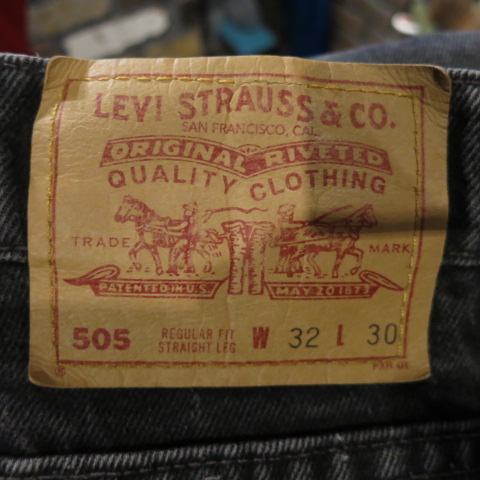 LEVI STRAUSS & CO.
SAN FRANCISCO, CAL.
ORIGINAL RIVETED
QUALITY CLOTHING
TRADE MARK
PATENTED IN U.S. MAY 20 1873
505 REGULAR FIT W 32 L 30
STRAIGHT LEG
®